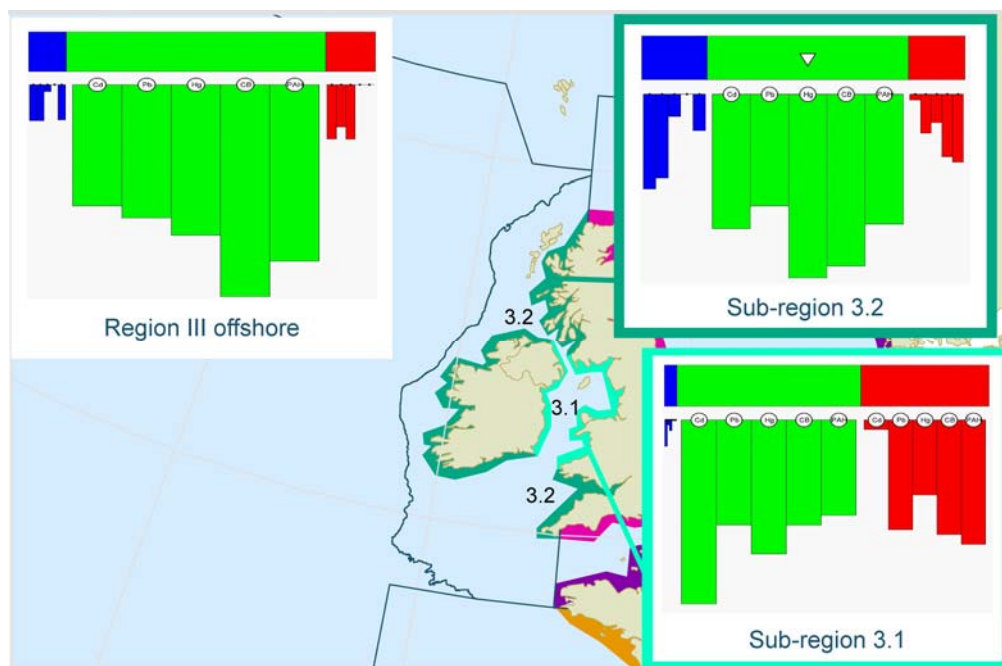 Cd Pb Hg CB PAH
Region III offshore
Cd Pb Hg CB PAH
Sub-region 3.2
3.2
3.1
3.2
Cd Pb Hg CB PAH Cd Pb Hg CB PAH
Sub-region 3.1